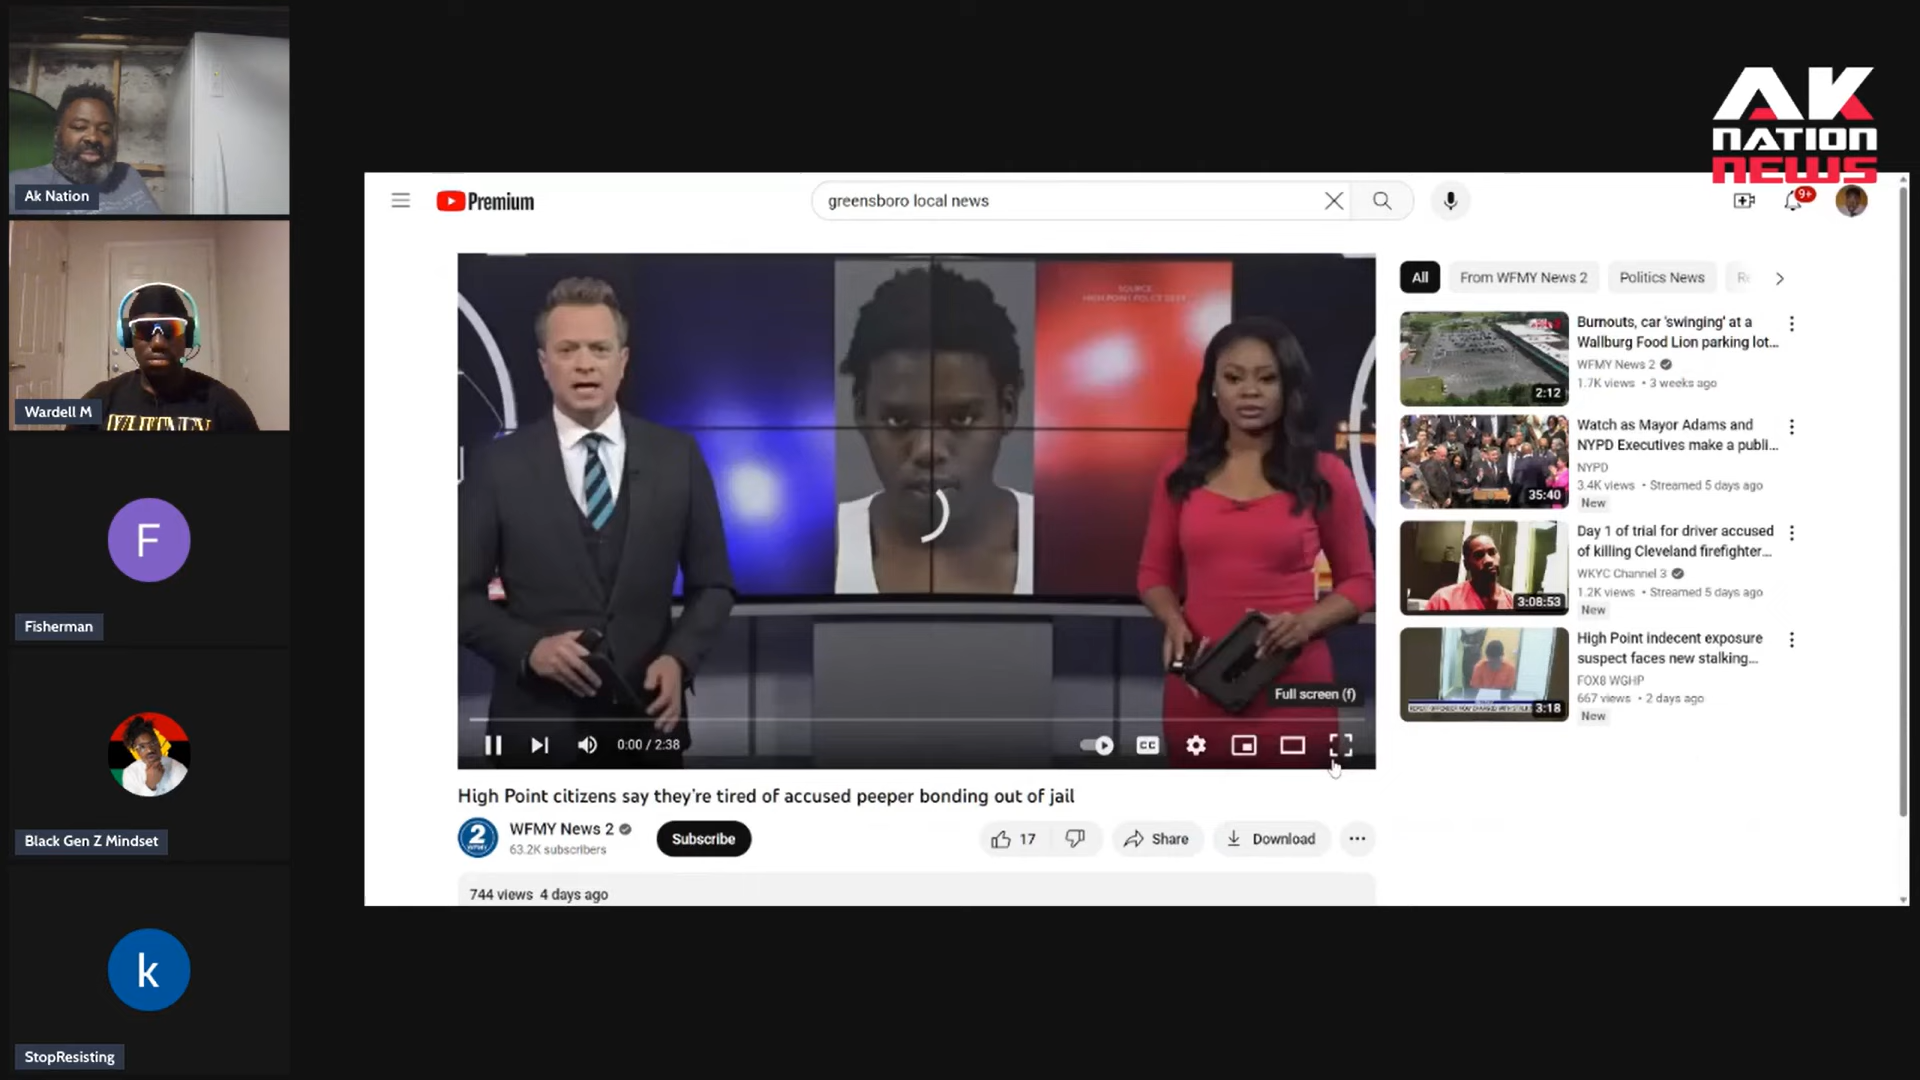 Ak Nation
Wardell M
F
Fisherman
Black Gen Z Mindset
k
StopResisting
AK
NATION
NEWS
Premium
greensboro local news
9+
SOURCE:
Full screen (f)
0:00 / 2:38
CC
High Point citizens say they're tired of accused peeper bonding out of jail
2
WFMY
WFMY News 2
63.2K subscribers
Subscribe
17
Share
Download
744 views 4 days ago
All
From WFMY News 2
Politics News
Burnouts, car 'swinging' at a
Wallburg Food Lion parking lot...
WFMY News 2
1.7K views • 3 weeks ago
2:12
Watch as Mayor Adams and
NYPD Executives make a publi...
NYPD
3.4K views • Streamed 5 days ago
New
35:40
Day 1 of trial for driver accused
of killing Cleveland firefighter...
WKYC Channel 3
1.2K views • Streamed 5 days ago
New
3:08:53
High Point indecent exposure
suspect faces new stalking...
FOX8 WGHP
667 views • 2 days ago
New
3:18